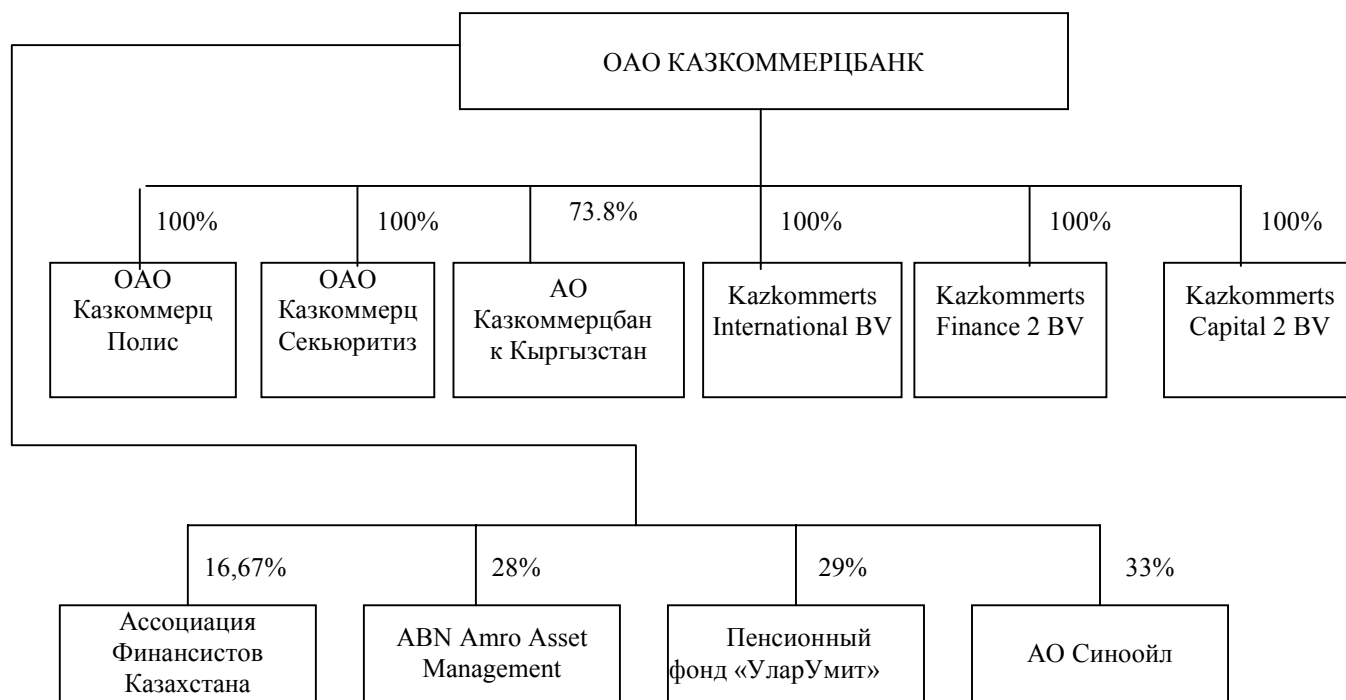 ОАО КАЗКОММЕРЦБАНК
100%
100%
73.8%
100%
100%
100%
ОАО
Казкоммерц
Полис
ОАО
Казкоммерц
Секьюритиз
АО
Казкоммерцбан
к Кыргызстан
Kazkommerts
International BV
Kazkommerts
Finance 2 BV
Kazkommerts
Capital 2 BV
16,67%
28%
29%
33%
Ассоциация
Финансистов
Казахстана
ABN Amro Asset
Management
Пенсионный
фонд «УларУмит»
АО Синоойл